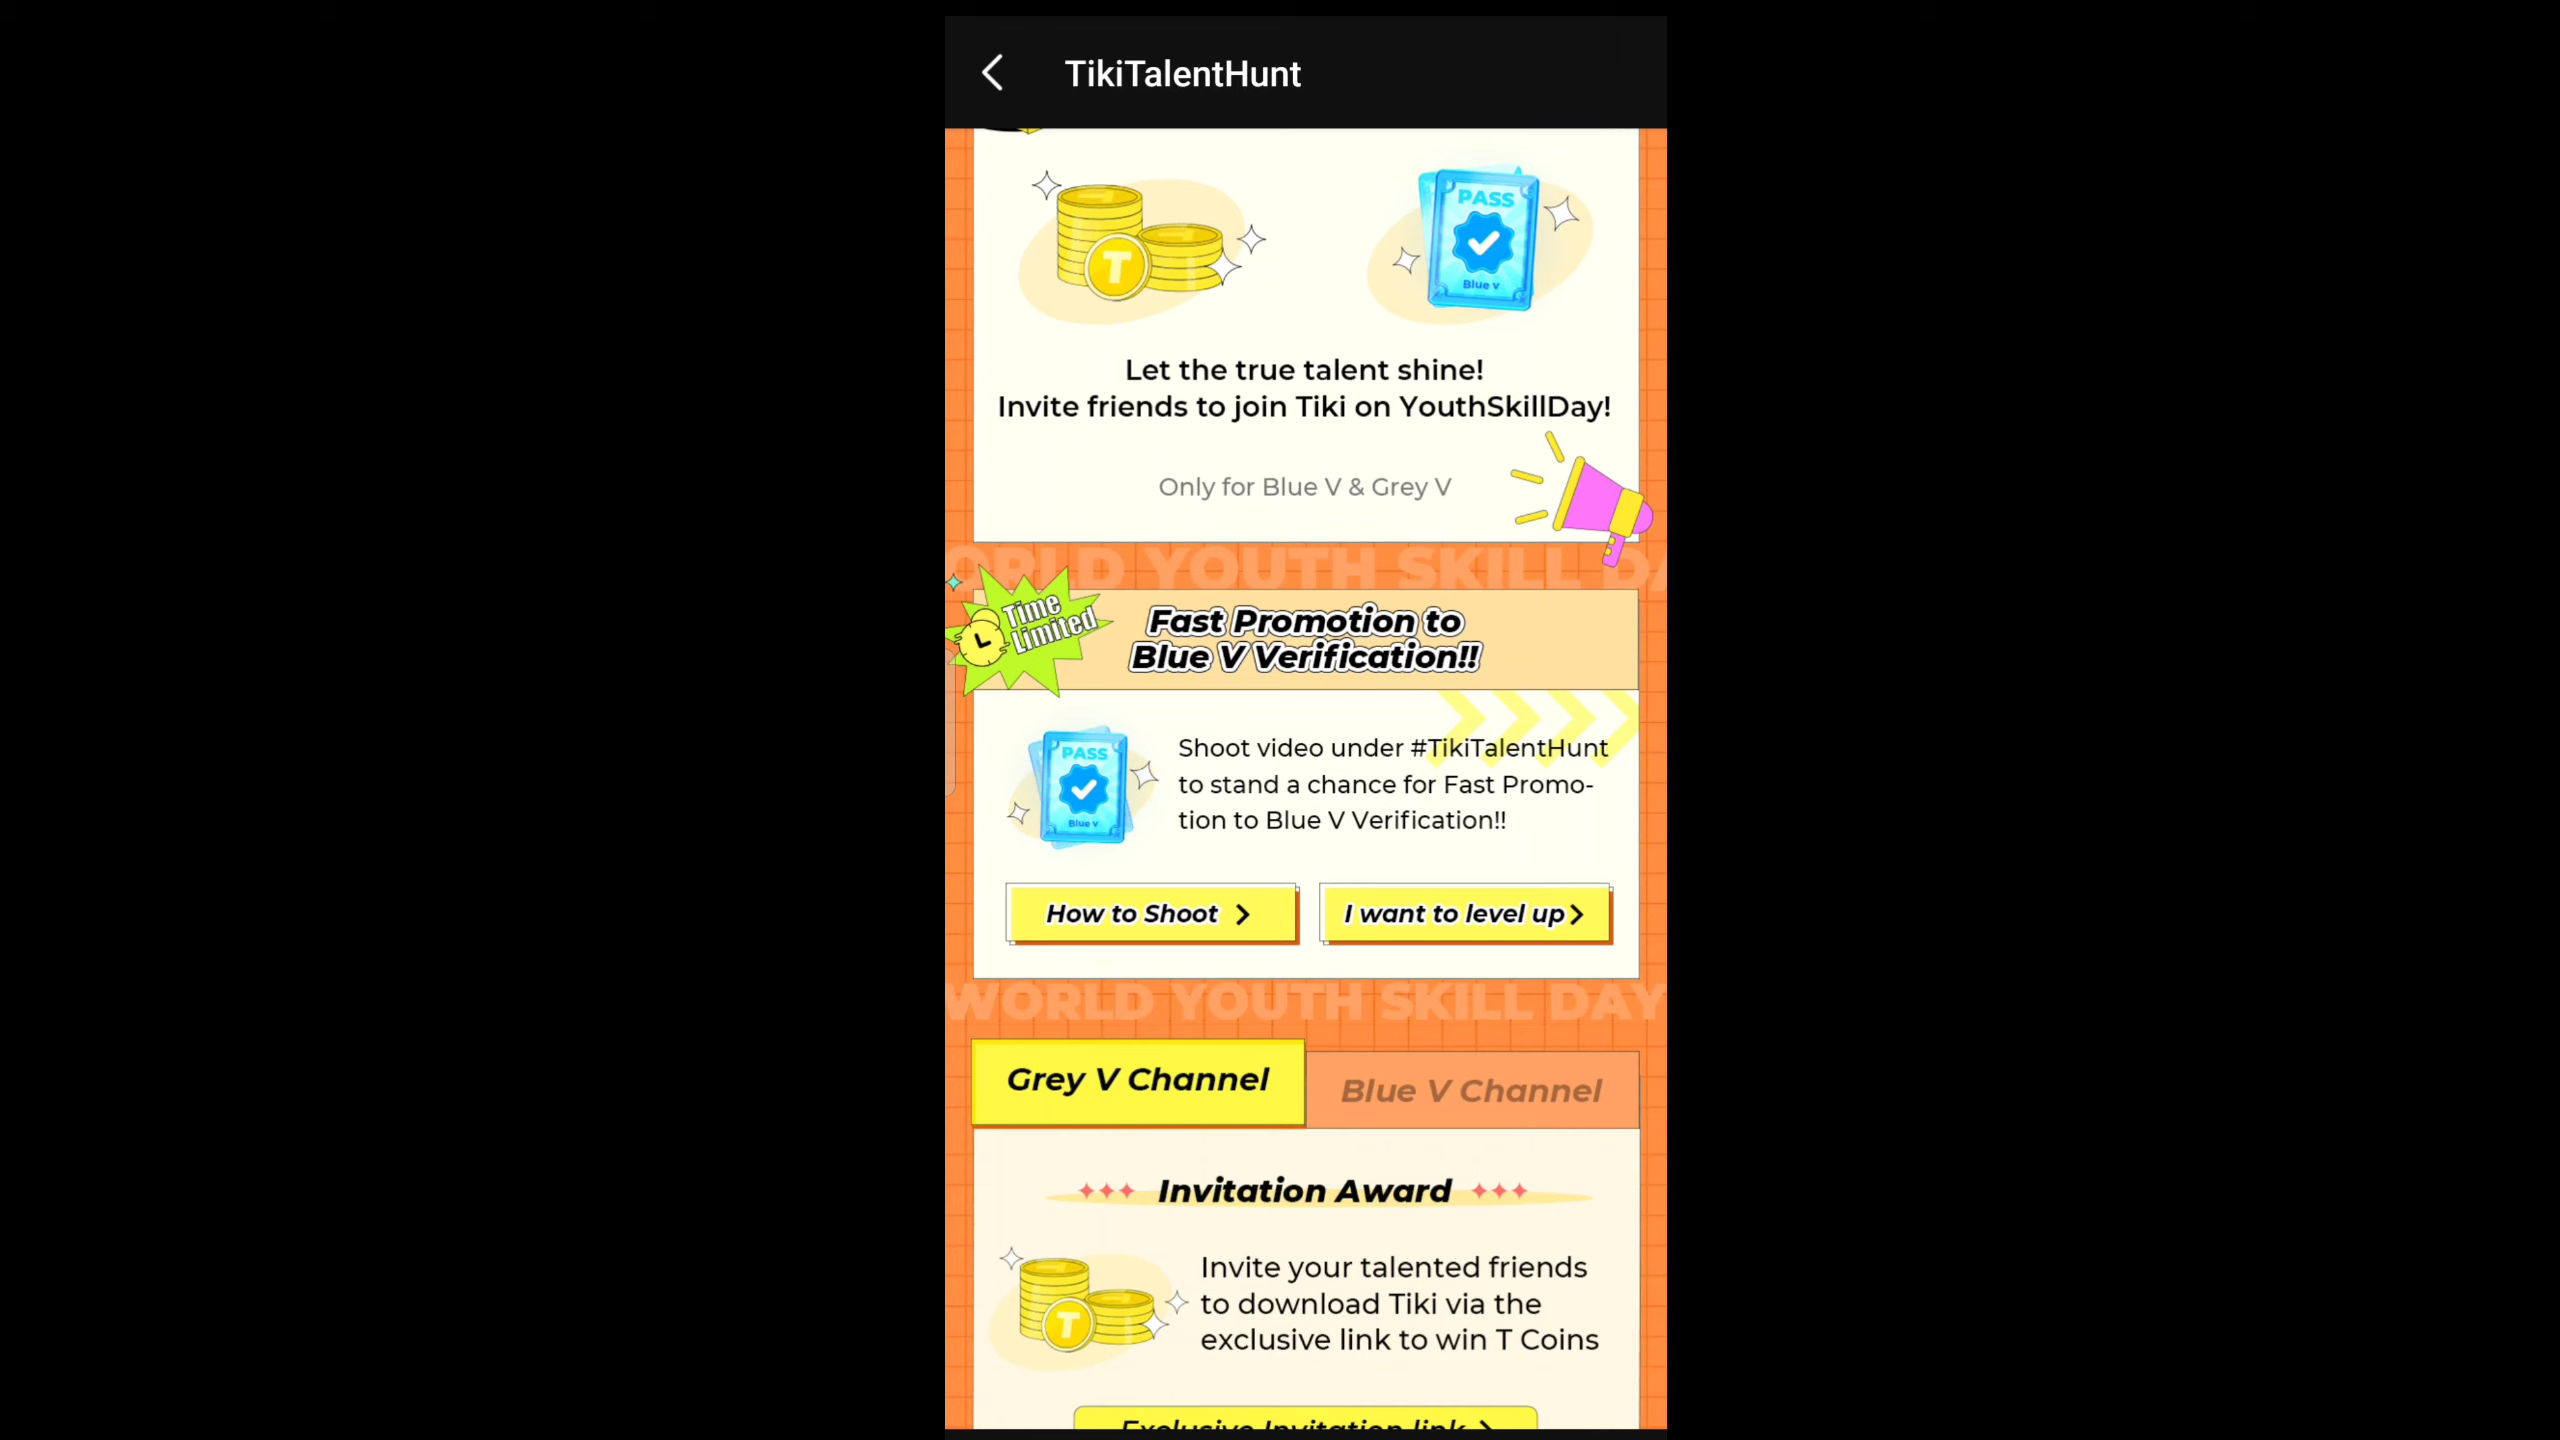 TikiTalentHunt
T
PASS
Blue V
Let the true talent shine!
Invite friends to join Tiki on YouthSkillDay!
Only for Blue V & Grey V
WORLD YOUTH SKILL DAY
Time
Limited
Fast Promotion to
Blue V Verification!!
PASS
Blue V
Shoot video under #TikiTalentHunt
to stand a chance for Fast Promo-
tion to Blue V Verification!!
How to Shoot
I want to level up
WORLD YOUTH SKILL DAY
Grey V Channel
Blue V Channel
Invitation Award
T
Invite your talented friends
to download Tiki via the
exclusive link to win T Coins
Exclusive Invitation link